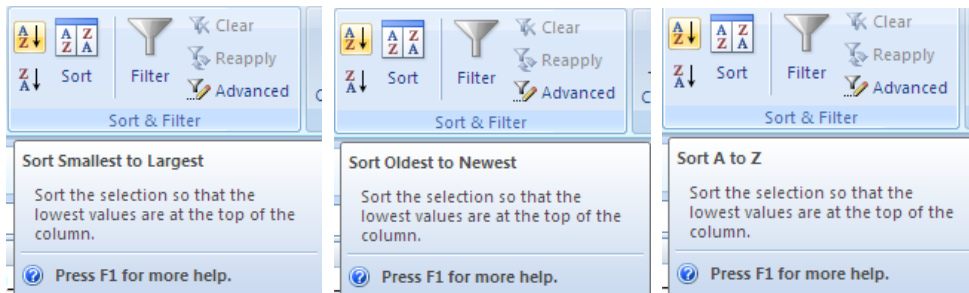 A Z
A Z Z A
Clear
Reapply
Z A
Sort
Filter
Advanced
Sort & Filter
Sort Smallest to Largest
Sort the selection so that the
lowest values are at the top of the
column.
Press F1 for more help.
A Z
A Z Z A
Clear
Reapply
Z A
Sort
Filter
Advanced
C
Sort & Filter
Sort Oldest to Newest
Sort the selection so that the
lowest values are at the top of the
column.
Press F1 for more help.
A Z
A Z Z A
Clear
Reapply
Z A
Sort
Filter
Advanced
Sort & Filter
Sort A to Z
Sort the selection so that the
lowest values are at the top of the
column.
Press F1 for more help.